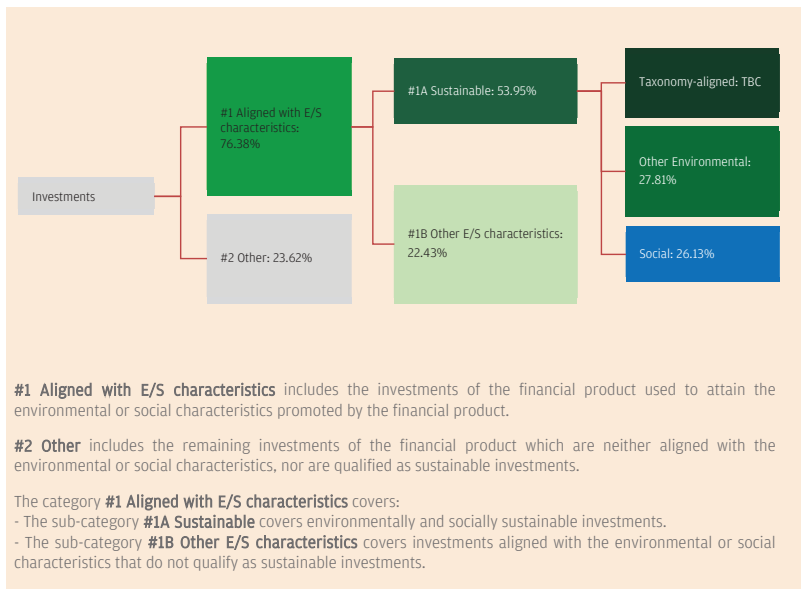 Investments
#1 Aligned with E/S
characteristics:
76.38%
#2 Other: 23.62%
#1A Sustainable: 53.95%
#1B Other E/S characteristics:
22.43%
Taxonomy-aligned: TBC
Other Environmental:
27.81%
Social: 26.13%
#1 Aligned with E/S characteristics includes the investments of the financial product used to attain the
environmental or social characteristics promoted by the financial product.
#2 Other includes the remaining investments of the financial product which are neither aligned with the
environmental or social characteristics, nor are qualified as sustainable investments.
The category #1 Aligned with E/S characteristics covers:
- The sub-category #1A Sustainable covers environmentally and socially sustainable investments.
- The sub-category #1B Other E/S characteristics covers investments aligned with the environmental or social
characteristics that do not qualify as sustainable investments.